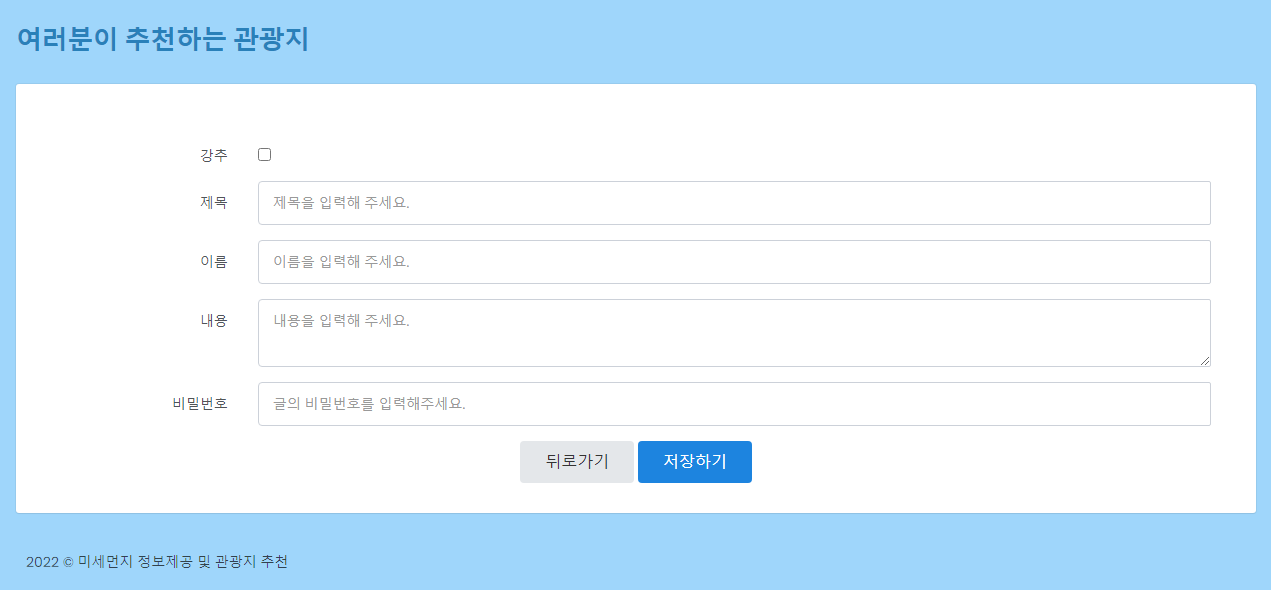 여러분이 추천하는 관광지
강추
제목 제목을 입력해 주세요.
이름 이름을 입력해 주세요.
내용 내용을 입력해 주세요.
비밀번호 글의 비밀번호를 입력해주세요.
뒤로가기 저장하기
2022 © 미세먼지 정보제공 및 관광지 추천